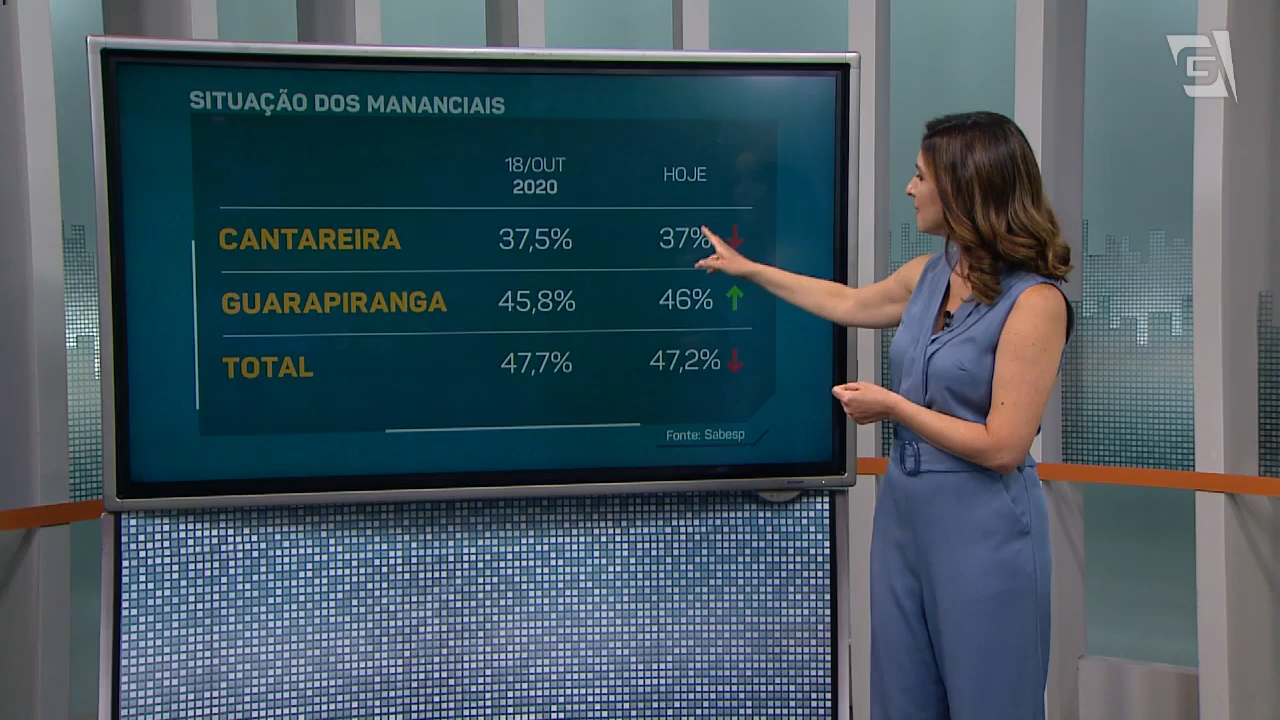 SITUAÇÃO DOS MANANCIAIS
18/OUT
2020
HOJE
CANTAREIRA 37,5% 37%
GUARAPIRANGA 45,8% 46%
TOTAL 47,7% 47,2%
Fonte: Sabesp